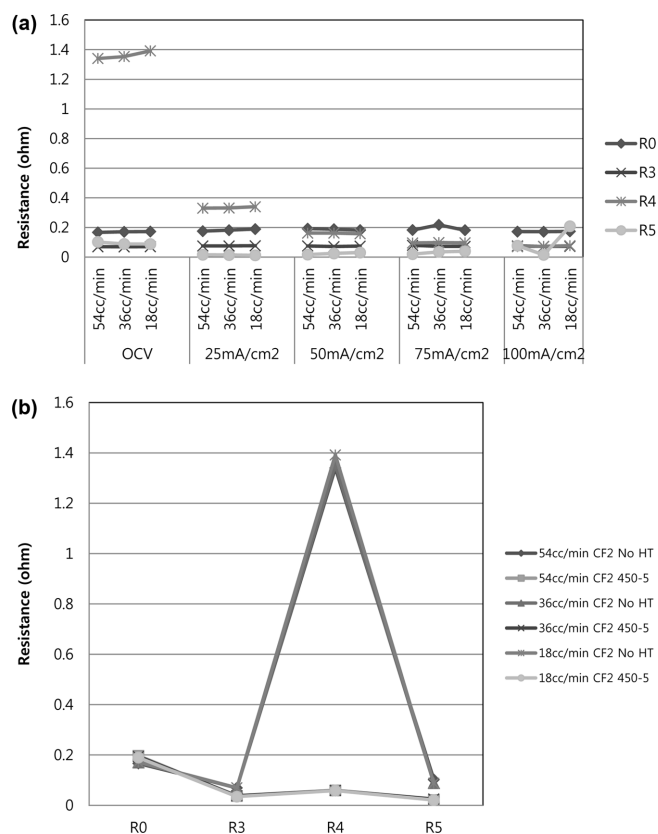 (a)
1.6
1.4
1.2
1
0.8
0.6
0.4
0.2
0
Resistance (ohm)
54cc/min 36cc/min 18cc/min 54cc/min 36cc/min 18cc/min 54cc/min 36cc/min 18cc/min 54cc/min 36cc/min 18cc/min 54cc/min 36cc/min 18cc/min
OCV 25mA/cm2 50mA/cm2 75mA/cm2 100mA/cm2
R0
R3
R4
R5
(b)
1.6
1.4
1.2
1
0.8
0.6
0.4
0.2
0
Resistance (ohm)
R0 R3 R4 R5
54cc/min CF2 No HT
54cc/min CF2 450-5
36cc/min CF2 No HT
36cc/min CF2 450-5
18cc/min CF2 No HT
18cc/min CF2 450-5